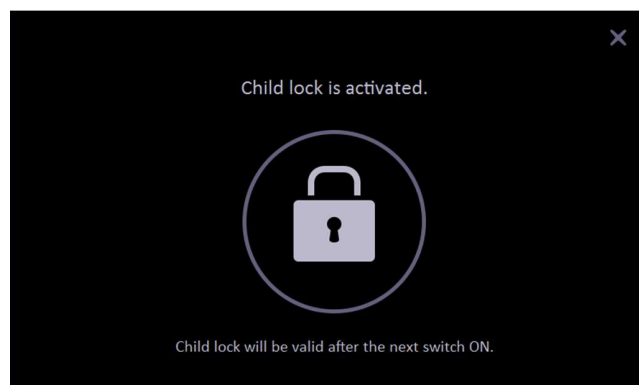 Child lock is activated.
Child lock will be valid after the next switch ON.